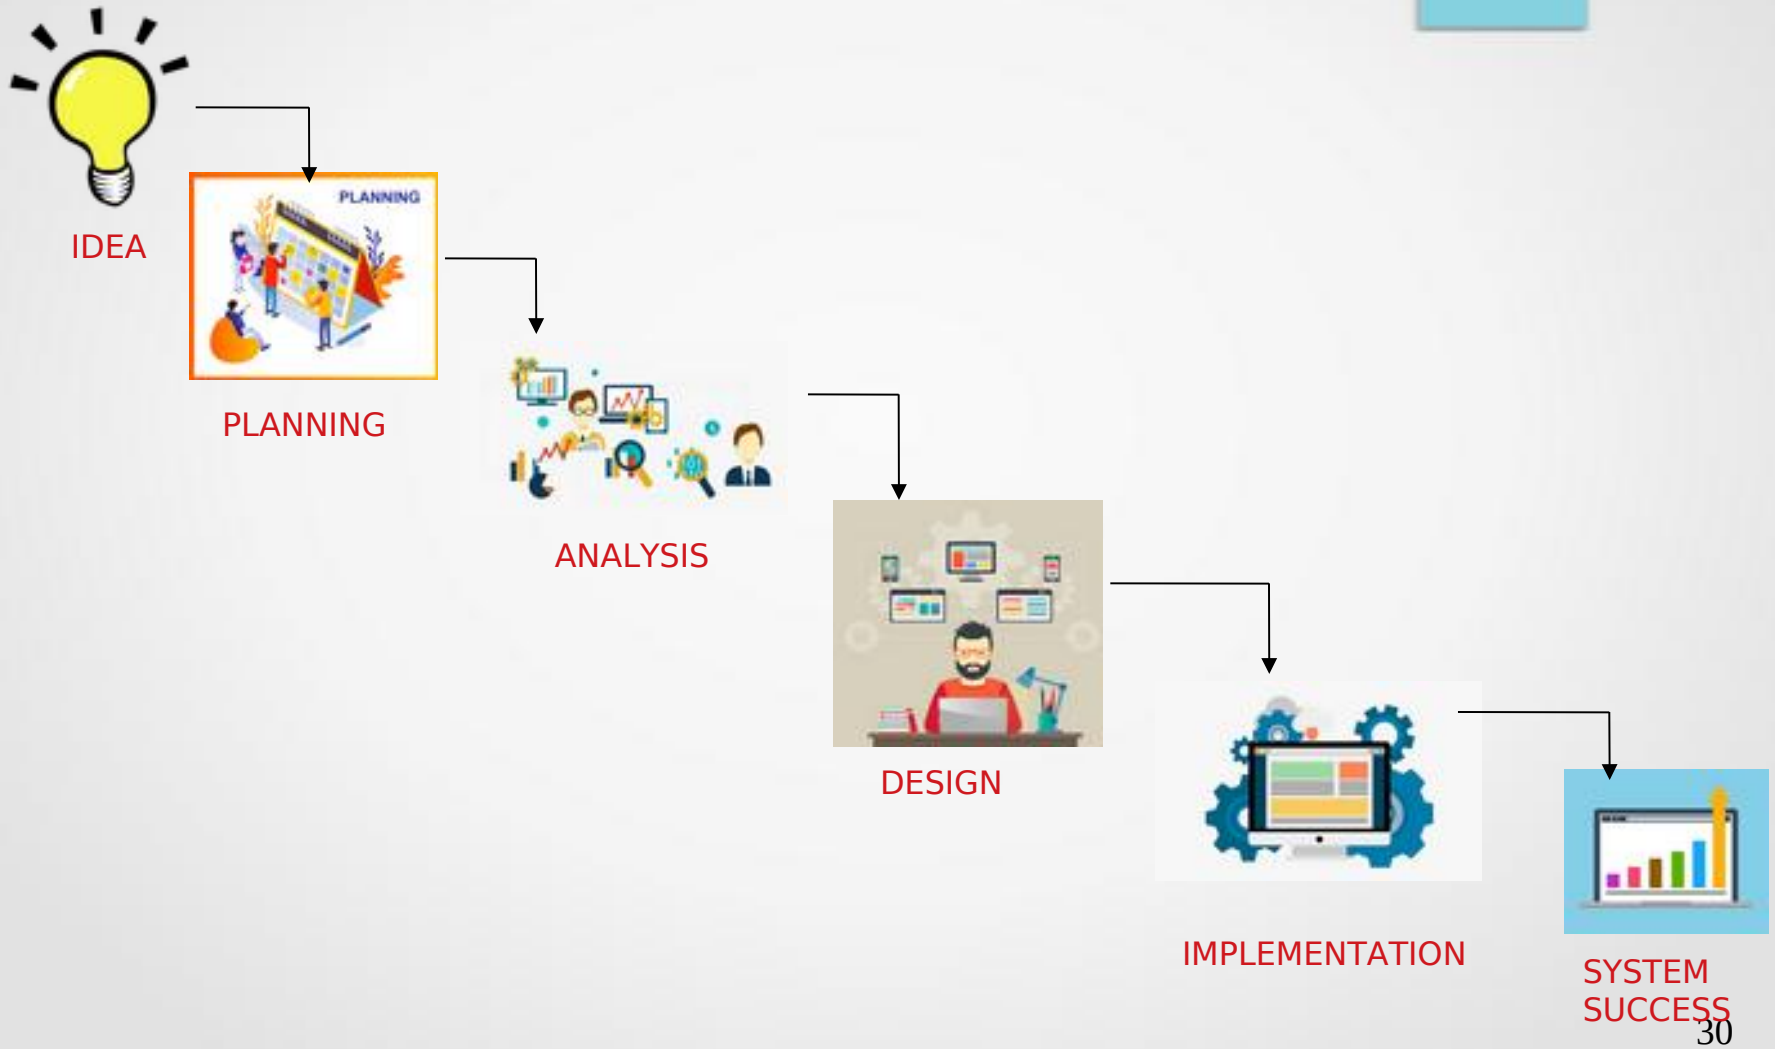 IDEA
PLANNING
PLANNING
ANALYSIS
DESIGN
IMPLEMENTATION
SYSTEM
SUCCESS
30